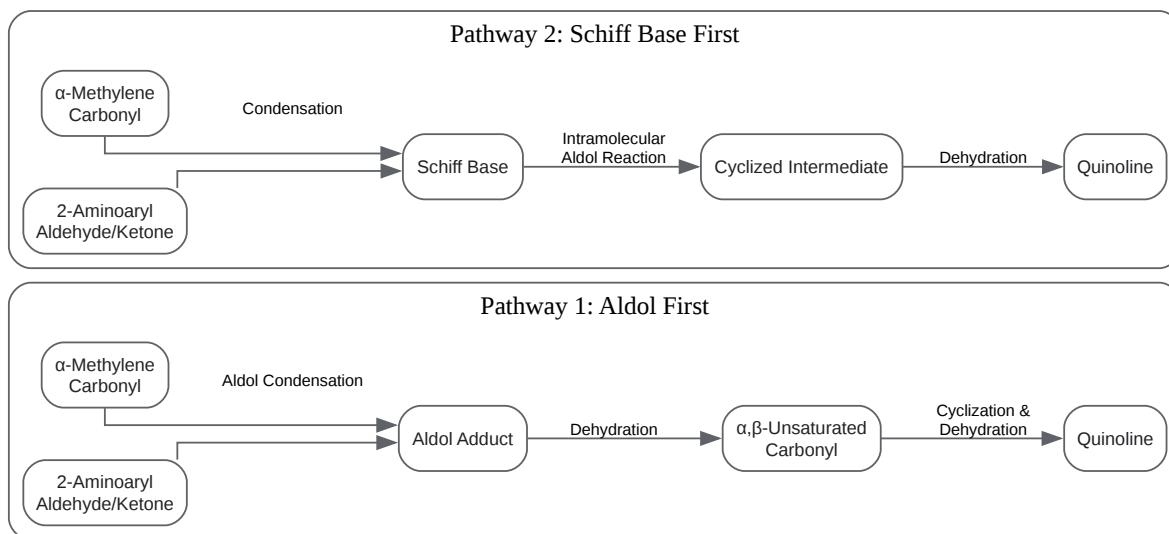 Pathway 2: Schiff Base First
α-Methylene
Carbonyl
Condensation
2-Aminoaryl
Aldehyde/Ketone
Schiff Base
Intramolecular
Aldol Reaction
Cyclized Intermediate
Dehydration
Quinoline
Pathway 1: Aldol First
α-Methylene
Carbonyl
Aldol Condensation
2-Aminoaryl
Aldehyde/Ketone
Aldol Adduct
Dehydration
α,β-Unsaturated
Carbonyl
Cyclization &
Dehydration
Quinoline